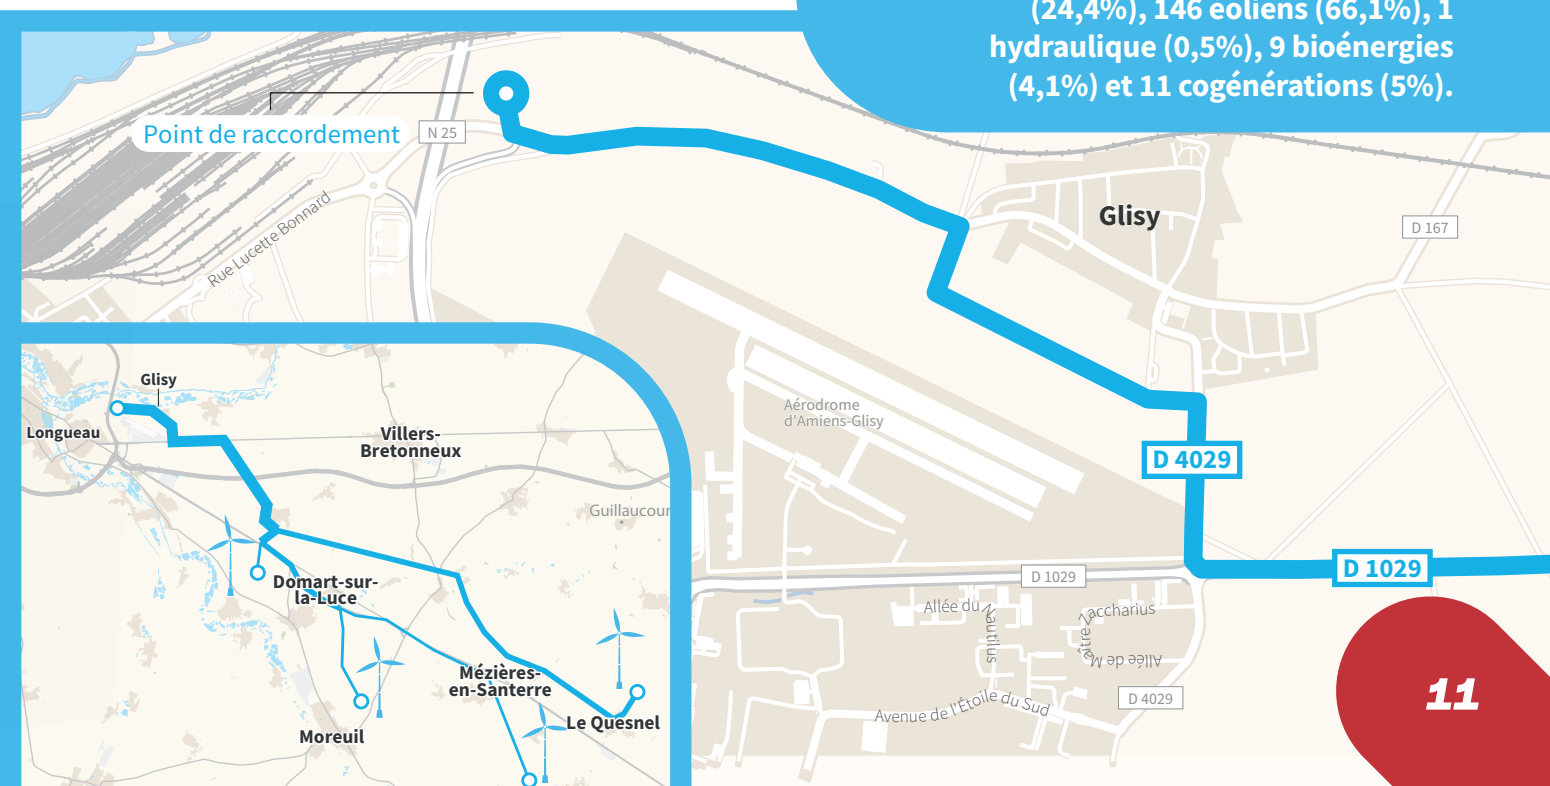 (24,4%), 146 éoliens (66,1%), 1
hydraulique (0,5%), 9 bioénergies
(4,1%) et 11 cogénérations (5%).
Point de raccordement
N 25
Rue Lucette Bonnard
Glisy
D 167
Aérodrome
d'Amiens-Glisy
D 4029
D 1029
D 1029
Allée du Nautilus
Maître Zaccharius
Allée de M
Avenue de l'Étoile du Sud
D 4029
Glisy
Longueau
Villers-
Bretonneux
Guillaucour
Domart-sur-
la-Luce
Mézières-
en-Santerre
Le Quesnel
Moreuil
11